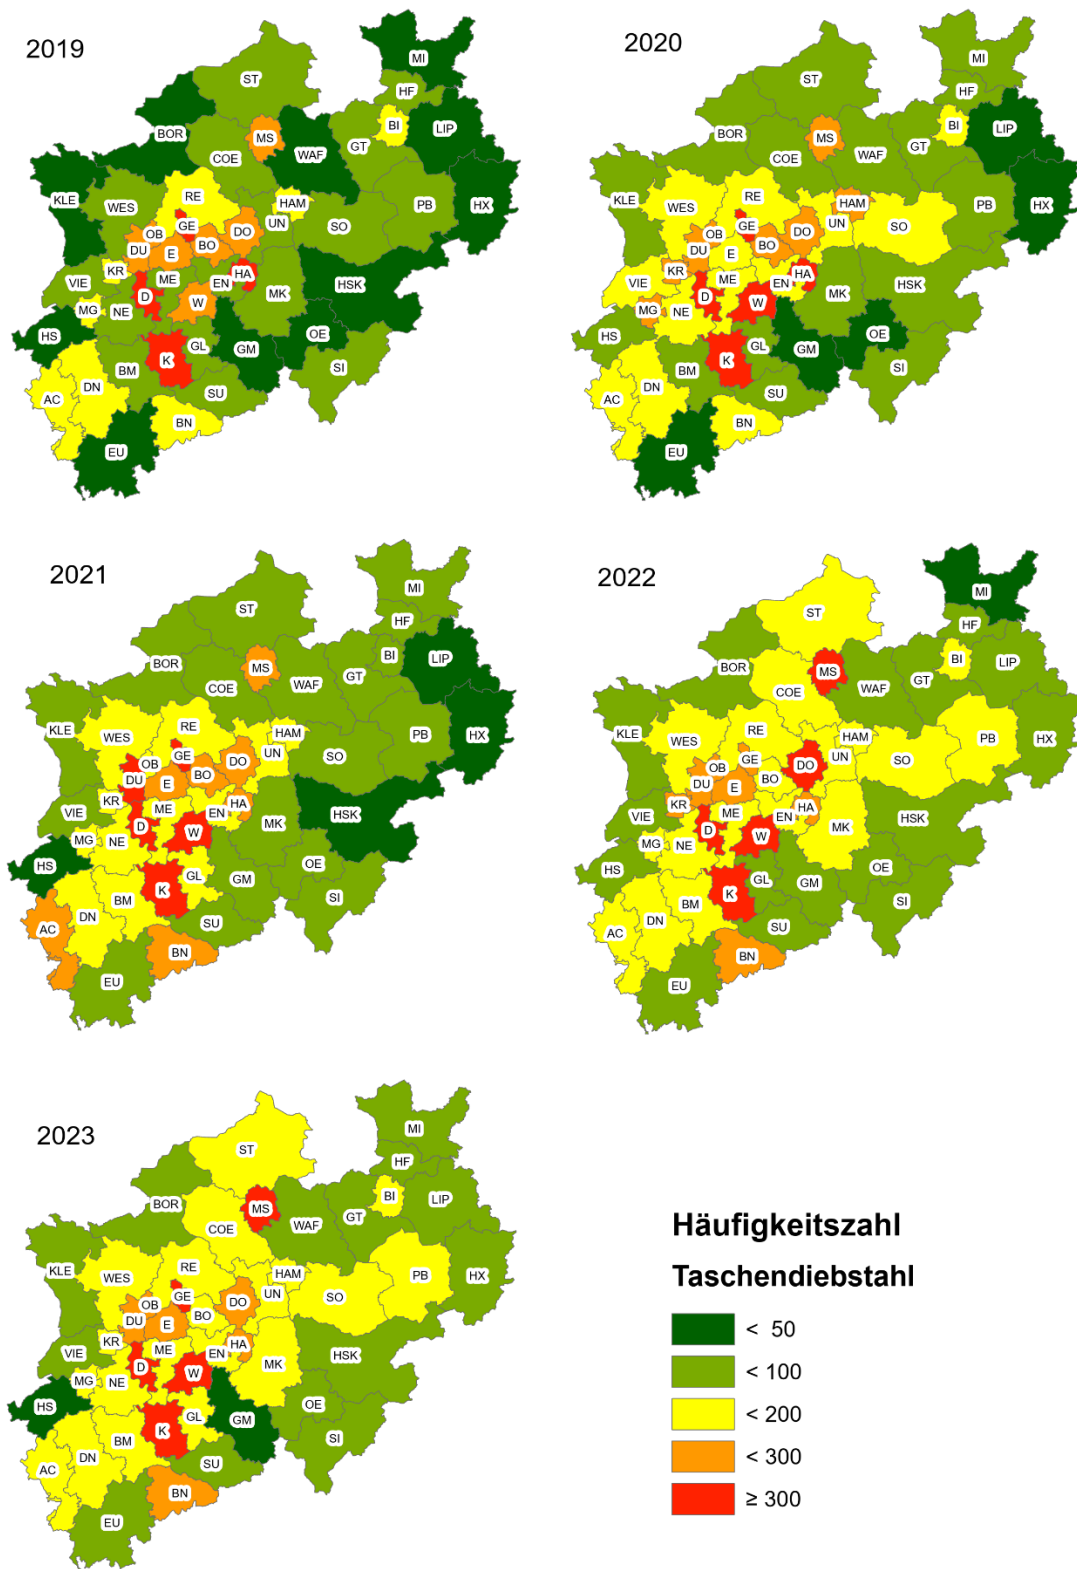 2019
MI
ST
HF
BI
LIP
BOR
MS
COE
WAF
GT
KLE
WES
RE
HAM
UN
PB
HX
SO
OB
GE
DO
BO
DU
E
KR
VIE
ME
EN
HA
HSK
D
W
MK
MG
NE
HS
OE
K
GL
GM
BM
SI
DN
AC
SU
BN
EU
2020
MI
ST
HF
BI
LIP
BOR
MS
COE
WAF
GT
KLE
WES
RE
HAM
UN
PB
HX
SO
OB
GE
DO
BO
DU
E
KR
VIE
ME
EN
HA
HSK
D
W
MK
MG
NE
HS
OE
K
GL
GM
BM
SI
DN
AC
SU
BN
EU
2021
MI
ST
HF
BI
LIP
BOR
MS
COE
WAF
GT
KLE
WES
RE
HAM
UN
PB
HX
SO
OB
GE
DO
BO
DU
E
KR
VIE
ME
EN
HA
HSK
D
W
MK
MG
NE
HS
OE
K
GL
GM
BM
SI
DN
AC
SU
BN
EU
2022
MI
ST
HF
BI
LIP
BOR
MS
COE
WAF
GT
KLE
WES
RE
HAM
UN
PB
HX
SO
OB
GE
DO
BO
DU
E
KR
VIE
ME
EN
HA
HSK
D
W
MK
MG
NE
HS
OE
K
GL
GM
BM
SI
DN
AC
SU
BN
EU
2023
MI
ST
HF
BI
LIP
BOR
MS
COE
WAF
GT
KLE
WES
RE
HAM
UN
PB
HX
SO
OB
GE
DO
BO
DU
E
KR
VIE
ME
EN
HA
HSK
D
W
MK
MG
NE
HS
OE
K
GL
GM
BM
SI
DN
AC
SU
BN
EU
Häufigkeitszahl
Taschendiebstahl
< 50
< 100
< 200
< 300
≥ 300